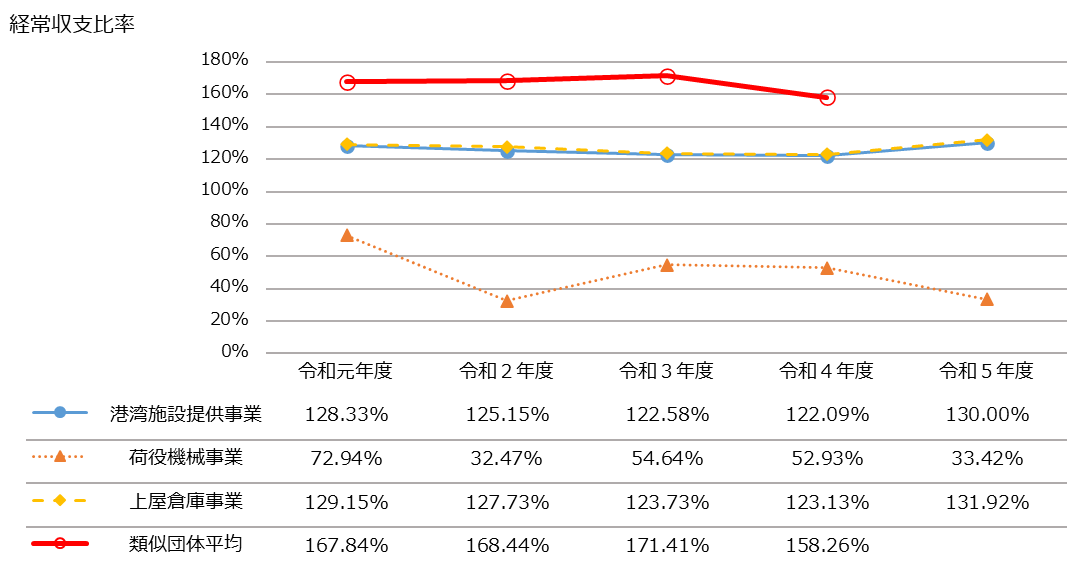 経常収支比率
180%
160%
140%
120%
100%
80%
60%
40%
20%
0%
令和元年度 令和２年度 令和３年度 令和４年度 令和５年度
港湾施設提供事業 128.33% 125.15% 122.58% 122.09% 130.00%
荷役機械事業 72.94% 32.47% 54.64% 52.93% 33.42%
上屋倉庫事業 129.15% 127.73% 123.73% 123.13% 131.92%
類似団体平均 167.84% 168.44% 171.41% 158.26%